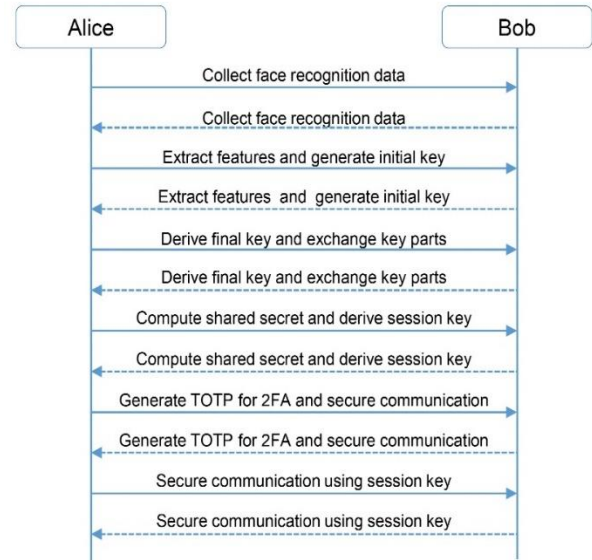 Alice
Bob
Collect face recognition data
Collect face recognition data
Extract features and generate initial key
Extract features and generate initial key
Derive final key and exchange key parts
Derive final key and exchange key parts
Compute shared secret and derive session key
Compute shared secret and derive session key
Generate TOTP for 2FA and secure communication
Generate TOTP for 2FA and secure communication
Secure communication using session key
Secure communication using session key